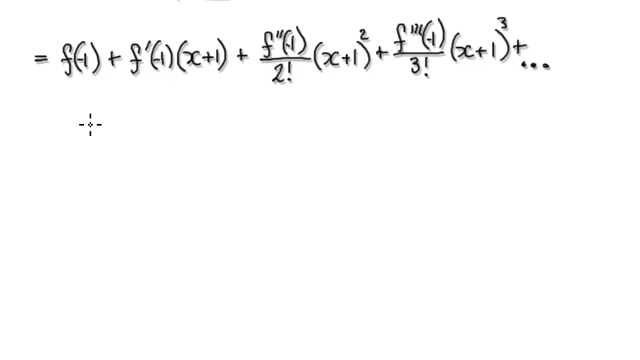 = f(-1) + f'(-1)(x+1) + f''(-1)/2! (x+1)² + f'''(-1)/3! (x+1)³ + ...